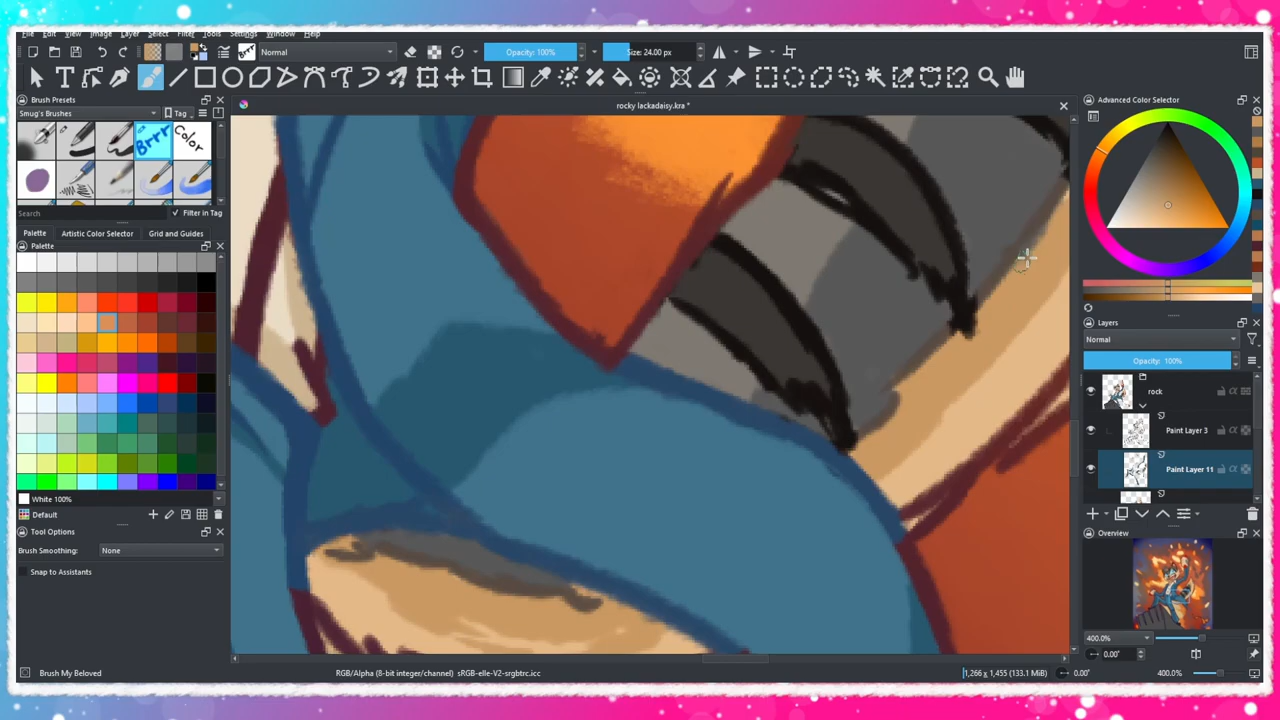 File Edit View Image Layer Select Filter Tools Settings Window Help
Brrr Normal Opacity: 100% Size: 24.00 px
Brush Presets rocky lackadaisy.kra * Advanced Color Selector
Smug's Brushes Tag
Brrr Color
Search Filter in Tag
Palette Artistic Color Selector Grid and Guides
Palette
Layers
Normal
Opacity: 100%
rock
Paint Layer 3
Paint Layer 11
White 100%
Default
Tool Options
Brush Smoothing: None
Snap to Assistants
Overview
400.0%
0.00°
Brush My Beloved RGB/Alpha (8-bit integer/channel) sRGB-elle-V2-srgbtrc.icc 1,266 x 1,455 (133.1 MiB) 0.00° 400.0%